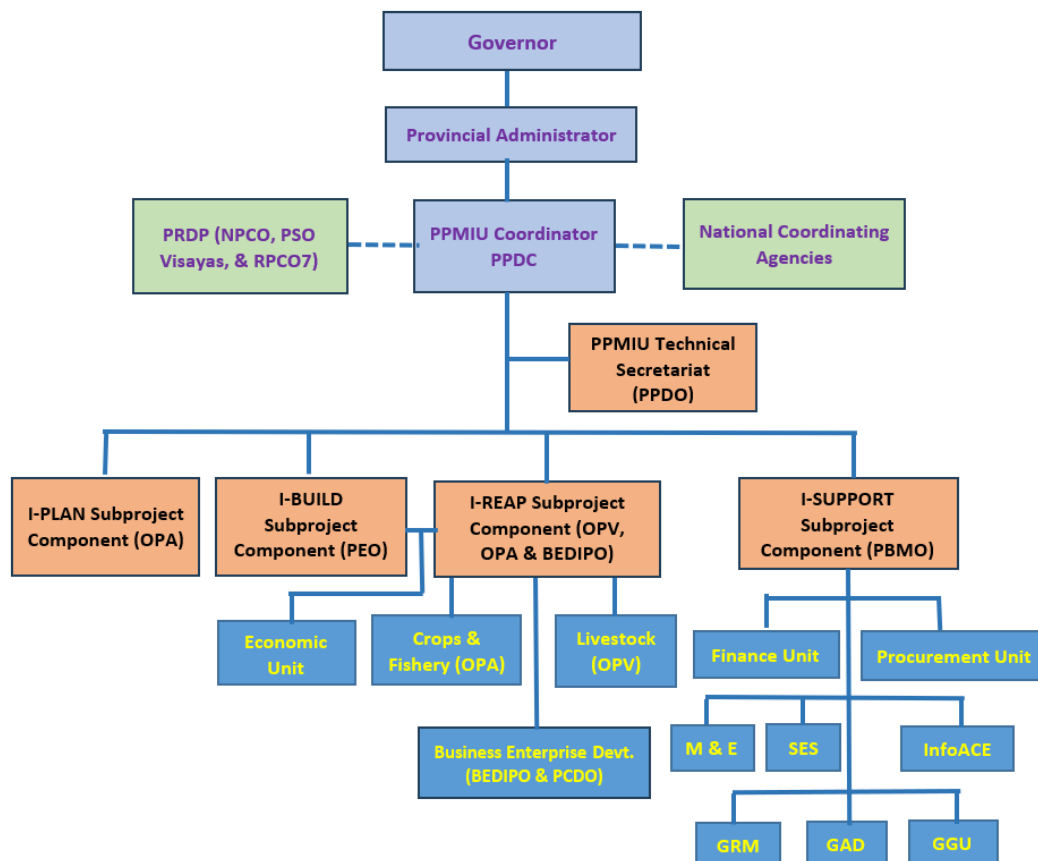 Governor
Provincial Administrator
PRDP (NPCO, PSO
Visayas, & RPCO7)
PPMIU Coordinator
PPDC
National Coordinating
Agencies
PPMIU Technical
Secretariat
(PPDO)
I-PLAN Subproject
Component (OPA)
I-BUILD
Subproject
Component (PEO)
I-REAP Subproject
Component (OPV,
OPA & BEDIPO)
I-SUPPORT
Subproject
Component (PBMO)
Economic
Unit
Crops &
Fishery (OPA)
Livestock
(OPV)
Finance Unit
Procurement Unit
Business Enterprise Devt.
(BEDIPO & PCDO)
M & E
SES
InfoACE
GRM
GAD
GGU